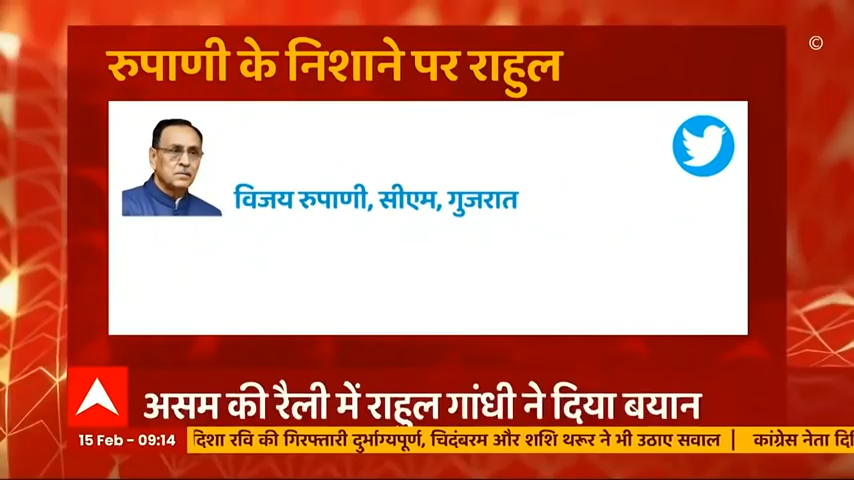 ©
रुपाणी के निशाने पर राहुल
विजय रुपाणी, सीएम, गुजरात
असम की रैली में राहुल गांधी ने दिया बयान
15 Feb - 09:14
दिशा रवि की गिरफ्तारी दुर्भाग्यपूर्ण, चिदंबरम और शशि थरूर ने भी उठाए सवाल | कांग्रेस नेता